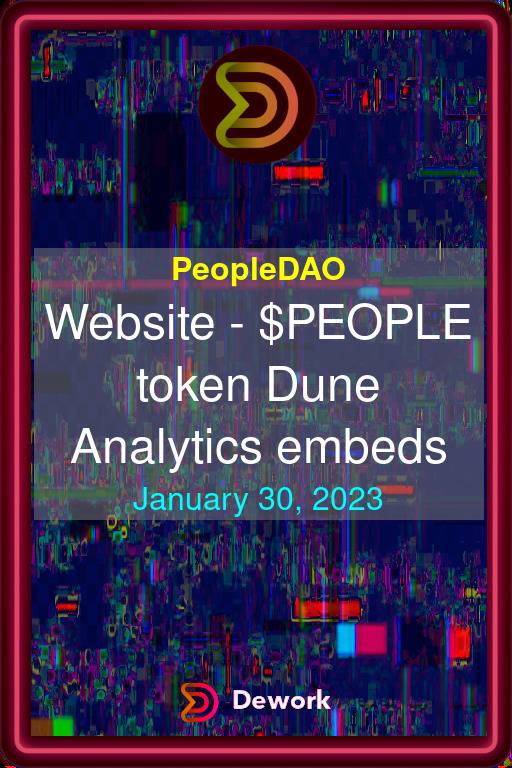 PeopleDAO
Website - $PEOPLE
token Dune
Analytics embeds
January 30, 2023
Dework